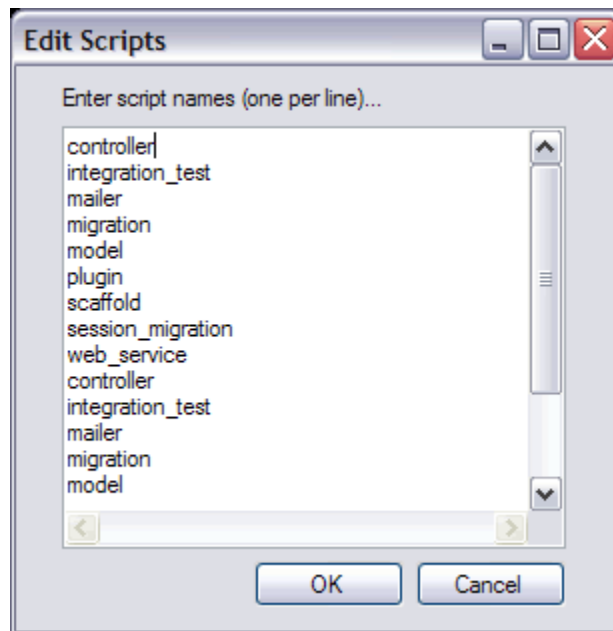 Edit Scripts
Enter script names (one per line)...
controller
integration_test
mailer
migration
model
plugin
scaffold
session_migration
web_service
controller
integration_test
mailer
migration
model
OK
Cancel